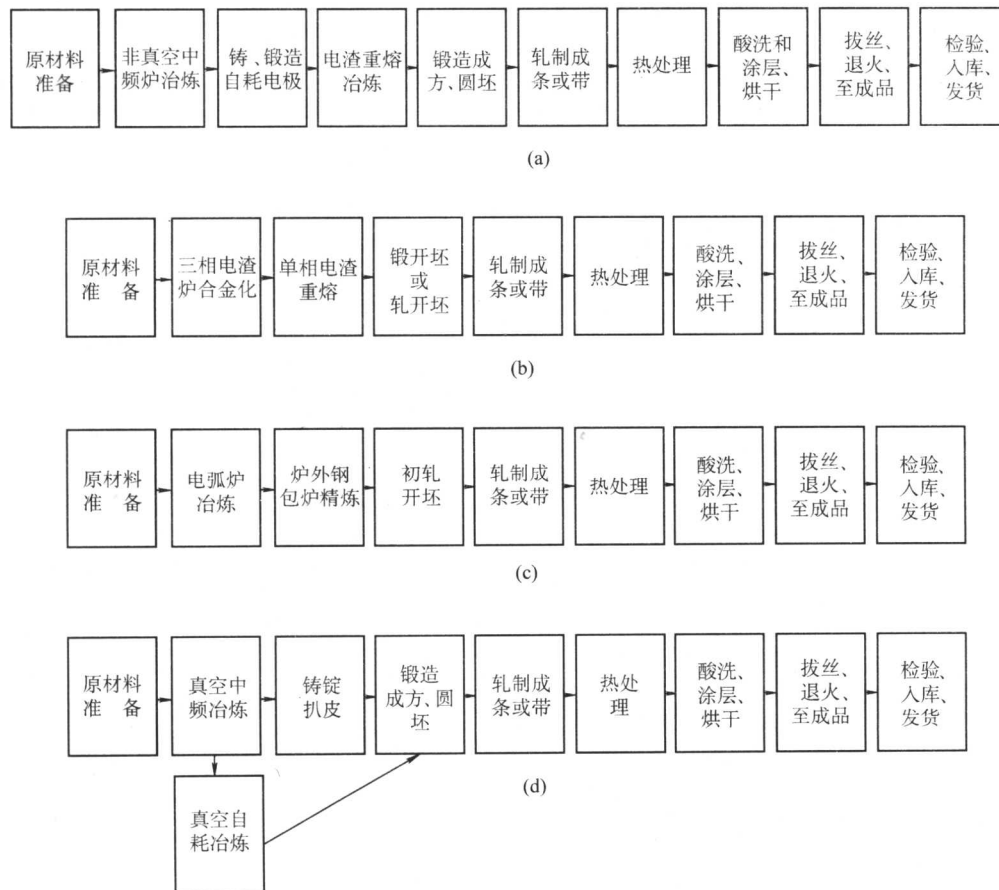 原材料
准备
非真空中
频炉冶炼
铸、锻造
自耗电极
电渣重熔
冶炼
锻造成
方、圆坯
轧制成
条或带
热处理
酸洗和
涂层、
烘干
拔丝、
退火、
至成品
检验、
入库、
发货
(a)
原材料
准 备
三相电渣
炉合金化
单相电渣
重熔
锻开坯
或
轧开坯
轧制成
条或带
热处理
酸洗、
涂层、
烘干
拔丝、
退火、
至成品
检验、
入库、
发货
(b)
原材料
准 备
电弧炉
冶炼
炉外钢
包炉精炼
初轧
开坯
轧制成
条或带
热处理
酸洗、
涂层、
烘干
拔丝、
退火、
至成品
检验、
入库、
发货
(c)
原材料
准 备
真空中
频冶炼
铸锭
扒皮
锻造
成方、圆
坯
轧制成
条或带
热处
理
酸洗、
涂层、
烘干
拔丝、
退火、
至成品
检验、
入库、
发货
真空自
耗冶炼
(d)